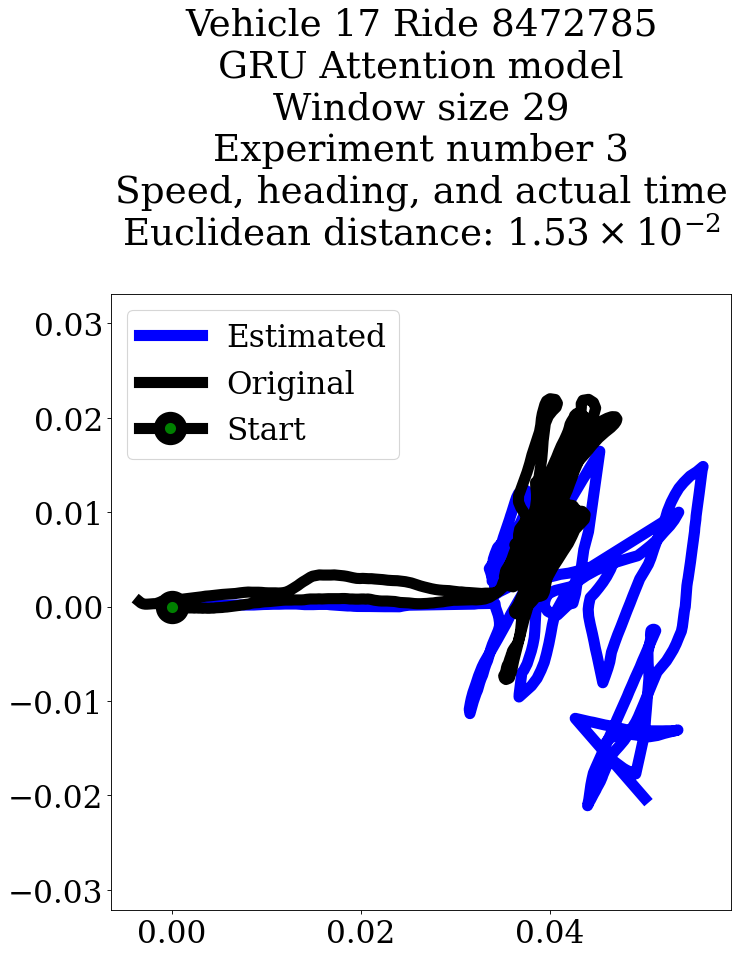 Vehicle 17 Ride 8472785
GRU Attention model
Window size 29
Experiment number 3
Speed, heading, and actual time
Euclidean distance: 1.53 × 10⁻²
Estimated
Original
Start
0.03
0.02
0.01
0.00
−0.01
−0.02
−0.03
0.00 0.02 0.04